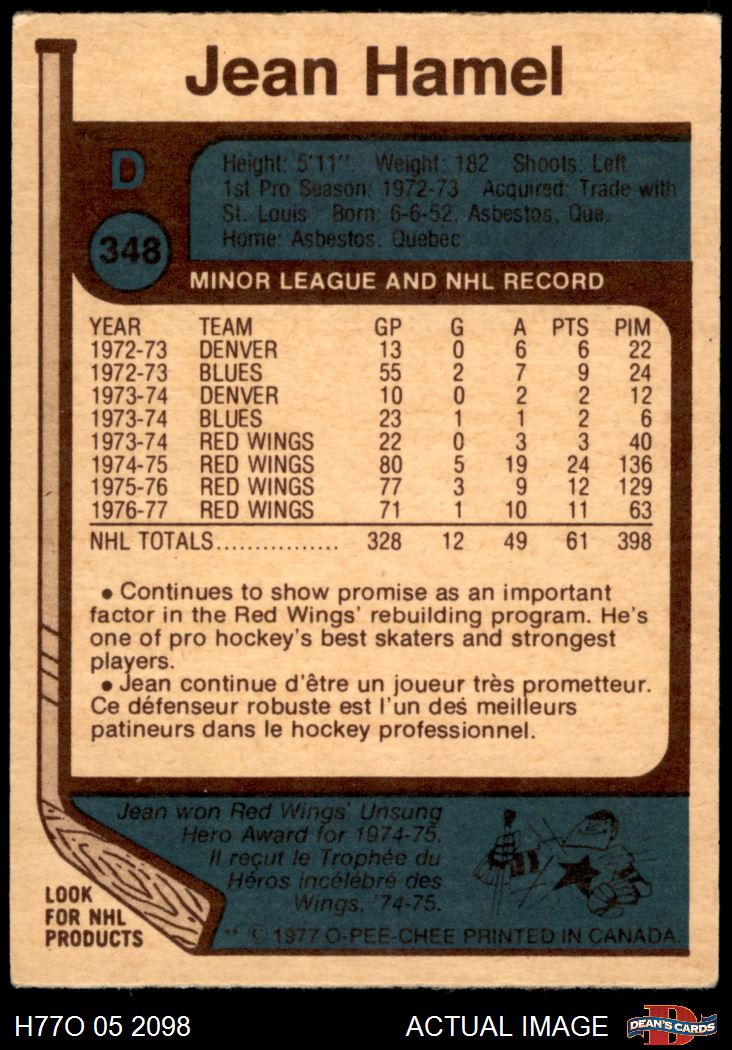 Jean Hamel
D
348
Height: 5'11" Weight: 182 Shoots: Left
1st Pro Season: 1972-73 Acquired: Trade with
St. Louis Born: 6-6-52, Asbestos, Que.
Home: Asbestos, Quebec
MINOR LEAGUE AND NHL RECORD
YEAR TEAM GP G A PTS PIM
1972-73 DENVER 13 0 6 6 22
1972-73 BLUES 55 2 7 9 24
1973-74 DENVER 10 0 2 2 12
1973-74 BLUES 23 1 1 2 6
1973-74 RED WINGS 22 0 3 3 40
1974-75 RED WINGS 80 5 19 24 136
1975-76 RED WINGS 77 3 9 12 129
1976-77 RED WINGS 71 1 10 11 63
NHL TOTALS................ 328 12 49 61 398
• Continues to show promise as an important
factor in the Red Wings' rebuilding program. He's
one of pro hockey's best skaters and strongest
players.
• Jean continue d'être un joueur très prometteur.
Ce défenseur robuste est l'un des meilleurs
patineurs dans le hockey professionnel.
Jean won Red Wings' Unsung
Hero Award for 1974-75.
Il reçut le Trophée du
Héros incélébré des
Wings, '74-75.
LOOK
FOR NHL
PRODUCTS
** © 1977 O-PEE-CHEE PRINTED IN CANADA.
H77O 05 2098 ACTUAL IMAGE
D
DEAN'S CARDS